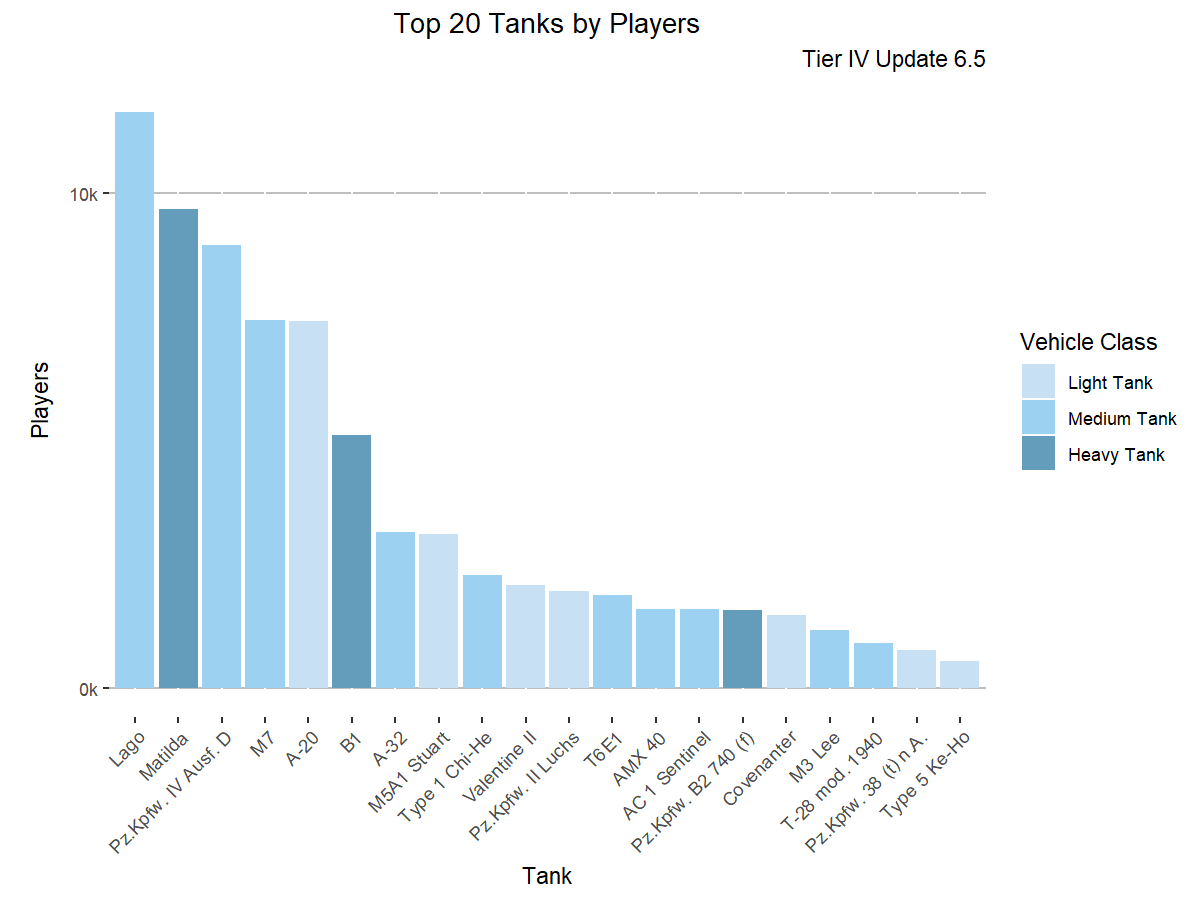 Top 20 Tanks by Players
Tier IV Update 6.5
10k
0k
Players
Lago
Matilda
Pz.Kpfw. IV Ausf. D
M7
A-20
B1
A-32
M5A1 Stuart
Type 1 Chi-He
Valentine II
Pz.Kpfw. II Luchs
T6E1
AMX 40
AC 1 Sentinel
Pz.Kpfw. B2 740 (f)
Covenanter
M3 Lee
T-28 mod. 1940
Pz.Kpfw. 38 (t) n.A.
Type 5 Ke-Ho
Tank
Vehicle Class
Light Tank
Medium Tank
Heavy Tank